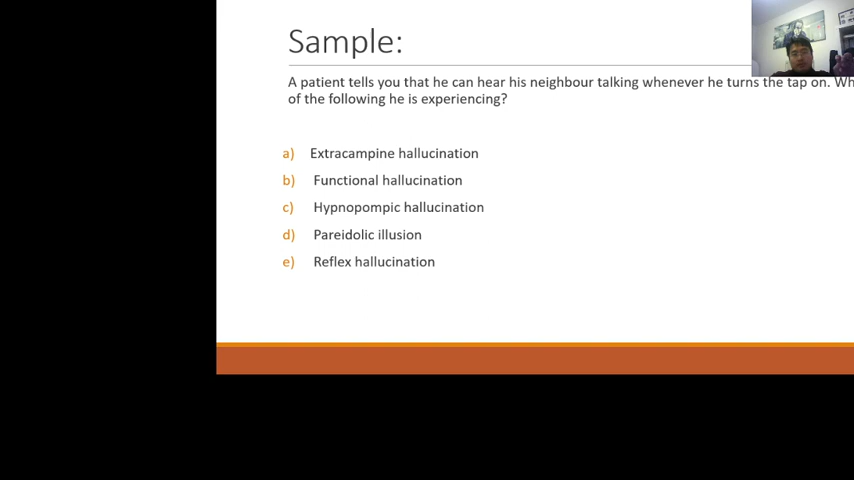 Sample:
A patient tells you that he can hear his neighbour talking whenever he turns the tap on.
of the following he is experiencing?
a) Extracampine hallucination
b) Functional hallucination
c) Hypnopompic hallucination
d) Pareidolic illusion
e) Reflex hallucination